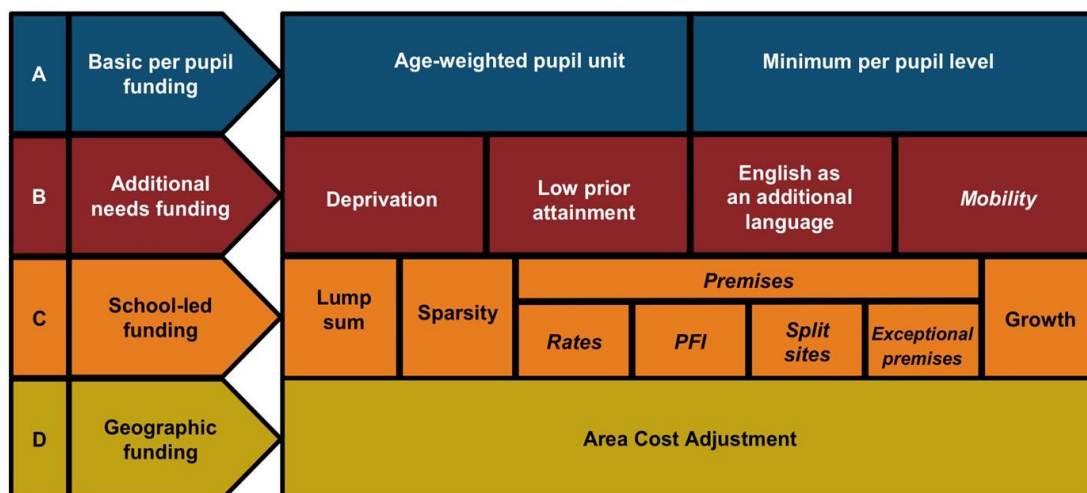 A
Basic per pupil
funding
Age-weighted pupil unit
Minimum per pupil level
B
Additional
needs funding
Deprivation
Low prior
attainment
English as
an additional
language
Mobility
C
School-led
funding
Lump
sum
Sparsity
Premises
Rates
PFI
Split
sites
Exceptional
premises
Growth
D
Geographic
funding
Area Cost Adjustment